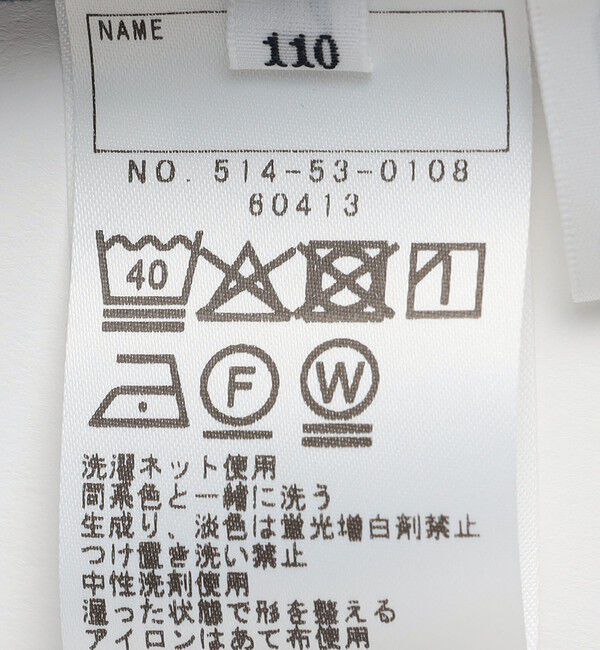 NAME
110
NO. 514-53-0108
60413
40
F
W
洗濯ネット使用
同系色と一緒に洗う
生成り、淡色は蛍光増白剤禁止
つけ置き洗い禁止
中性洗剤使用
湿った状態で形を整える
アイロンはあて布使用